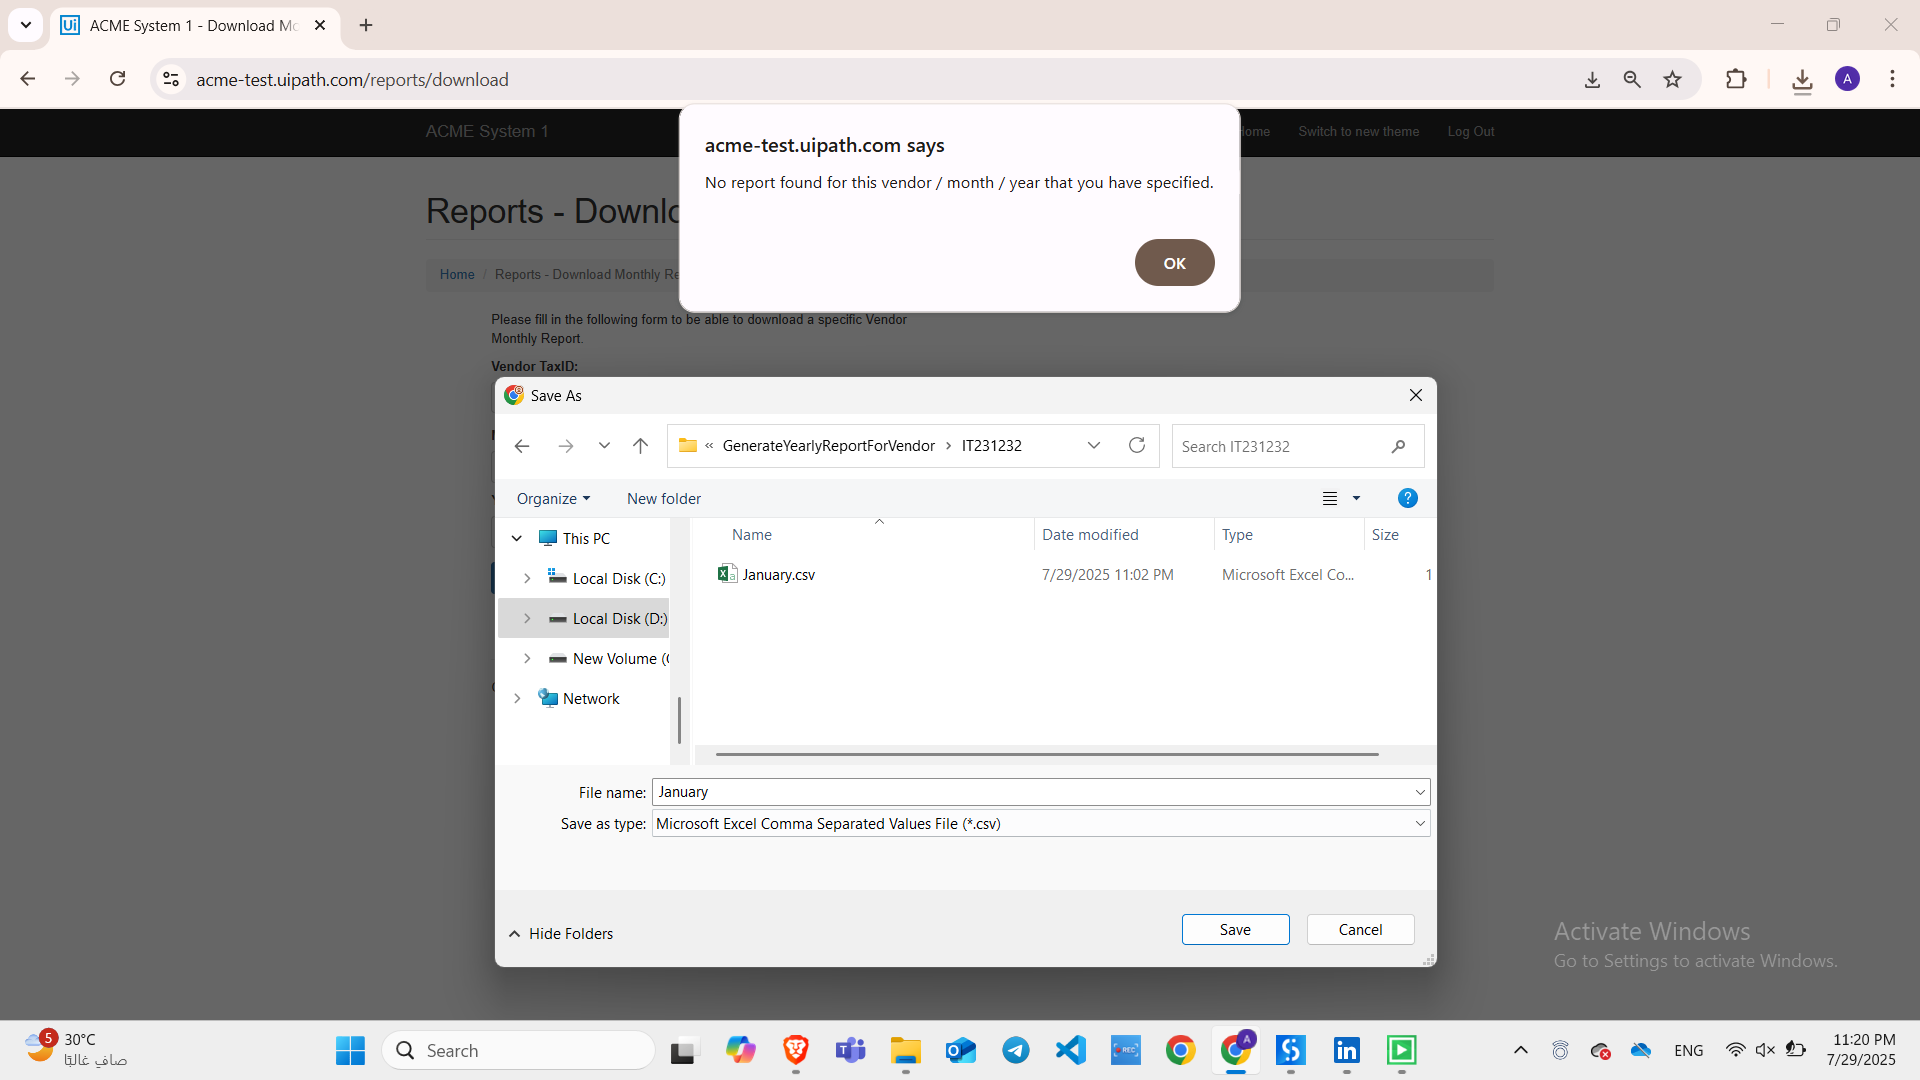 ACME System 1 - Download Mo
acme-test.uipath.com/reports/download
A
ACME System 1
Home
Switch to new theme
Log Out
acme-test.uipath.com says
No report found for this vendor / month / year that you have specified.
OK
Reports - Downlo
Home / Reports - Download Monthly Re
Please fill in the following form to be able to download a specific Vendor
Monthly Report.
Vendor TaxID:
Save As
« GenerateYearlyReportForVendor > IT231232
Search IT231232
Organize
New folder
?
This PC
Local Disk (C:)
Local Disk (D:)
New Volume (
Network
Name Date modified Type Size
January.csv 7/29/2025 11:02 PM Microsoft Excel Co... 1
File name: January
Save as type: Microsoft Excel Comma Separated Values File (*.csv)
Hide Folders
Save
Cancel
Activate Windows
Go to Settings to activate Windows.
5
30°C
صافٍ غالبًا
Search
REC
A
ENG
11:20 PM
7/29/2025